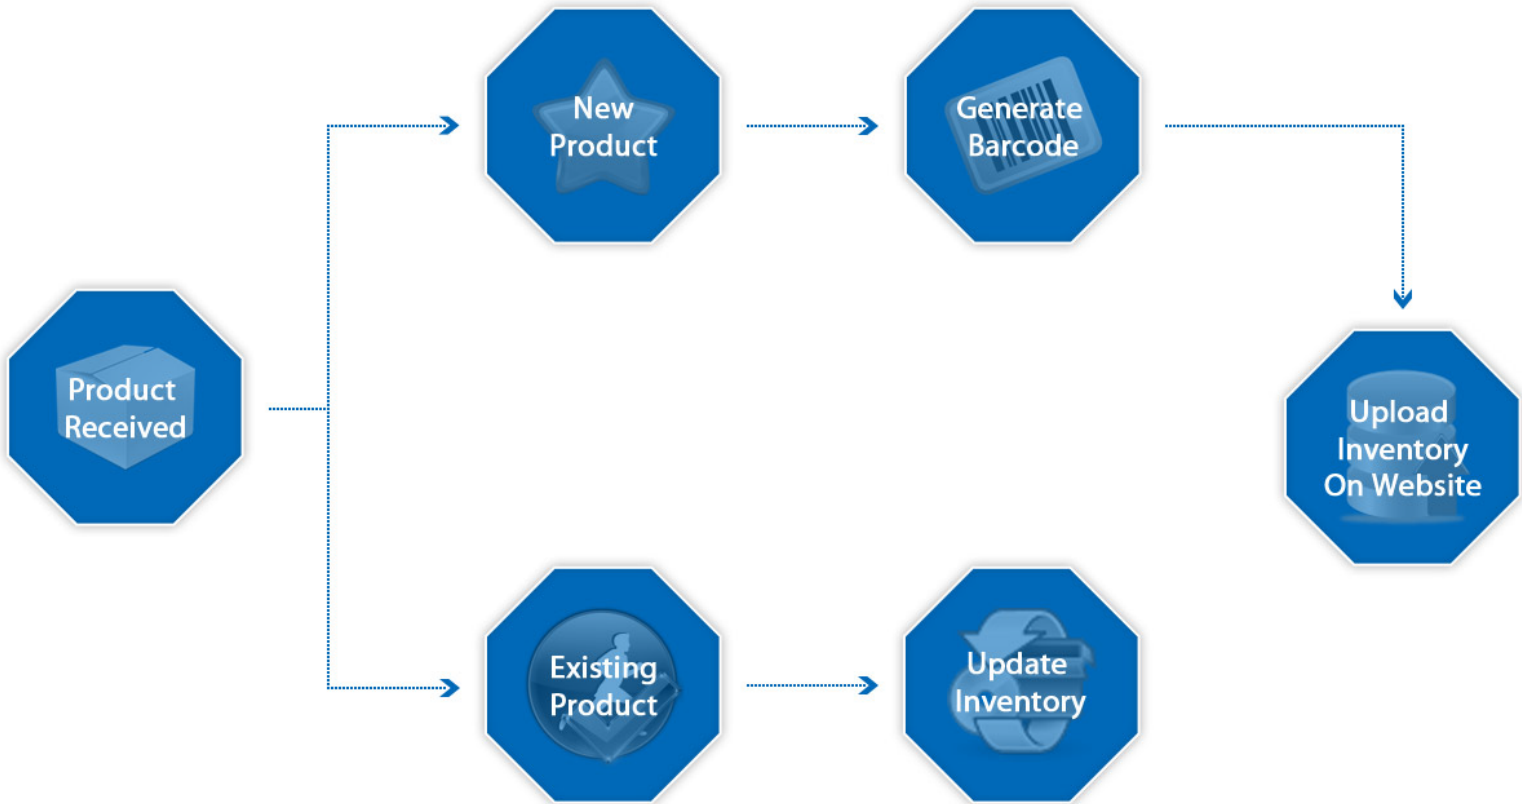 New
Product
Generate
Barcode
Product
Received
Upload
Inventory
On Website
Existing
Product
Update
Inventory